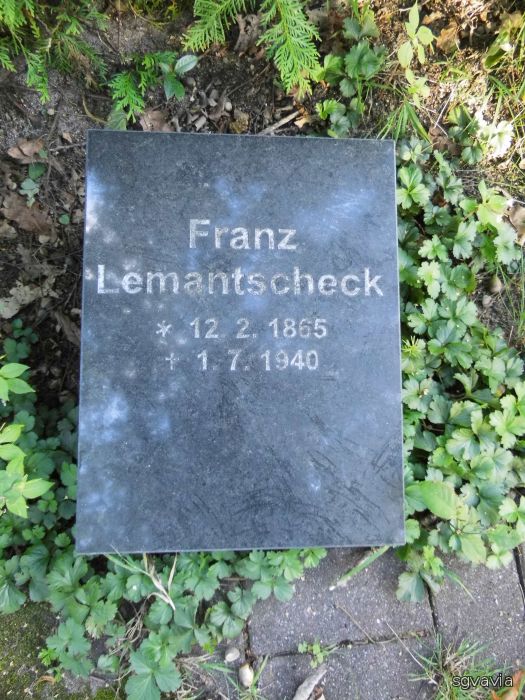 Franz
Lemantscheck
* 12. 2. 1865
+ 1. 7. 1940
sgvavia